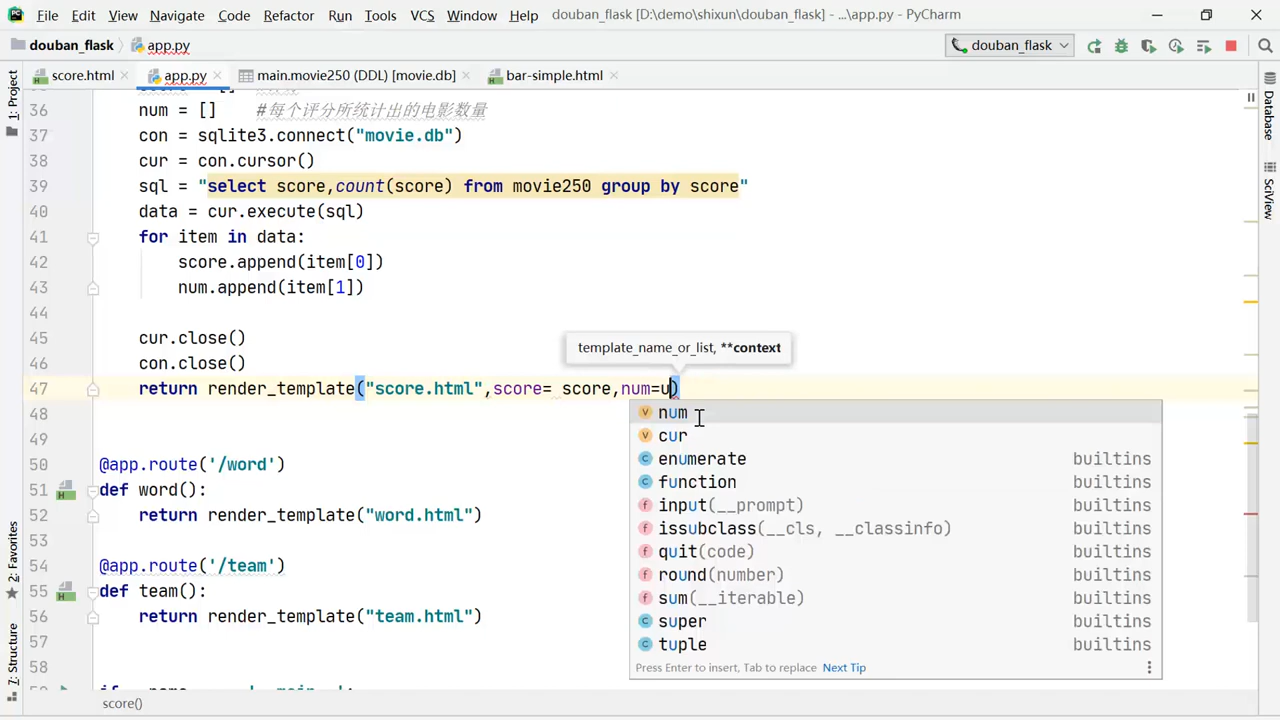 File Edit View Navigate Code Refactor Run Tools VCS Window Help douban_flask [D:\demo\shixun\douban_flask] - ...\app.py - PyCharm
douban_flask app.py douban_flask
score.html app.py main.movie250 (DDL) [movie.db] bar-simple.html
36 num = [] #每个评分所统计出的电影数量
37 con = sqlite3.connect("movie.db")
38 cur = con.cursor()
39 sql = "select score,count(score) from movie250 group by score"
40 data = cur.execute(sql)
41 for item in data:
42 score.append(item[0])
43 num.append(item[1])
44
45 cur.close()
46 con.close()
template_name_or_list, **context
47 return render_template("score.html",score= score,num=u)
48
49
50 @app.route('/word')
51 def word():
52 return render_template("word.html")
53
54 @app.route('/team')
55 def team():
56 return render_template("team.html")
57
58
num
cur
enumerate builtins
function builtins
input(__prompt) builtins
issubclass(__cls, __classinfo) builtins
quit(code) builtins
round(number) builtins
sum(__iterable) builtins
super builtins
tuple builtins
Press Enter to insert, Tab to replace Next Tip
score()
1: Project
2: Favorites
7: Structure
Database
SciView